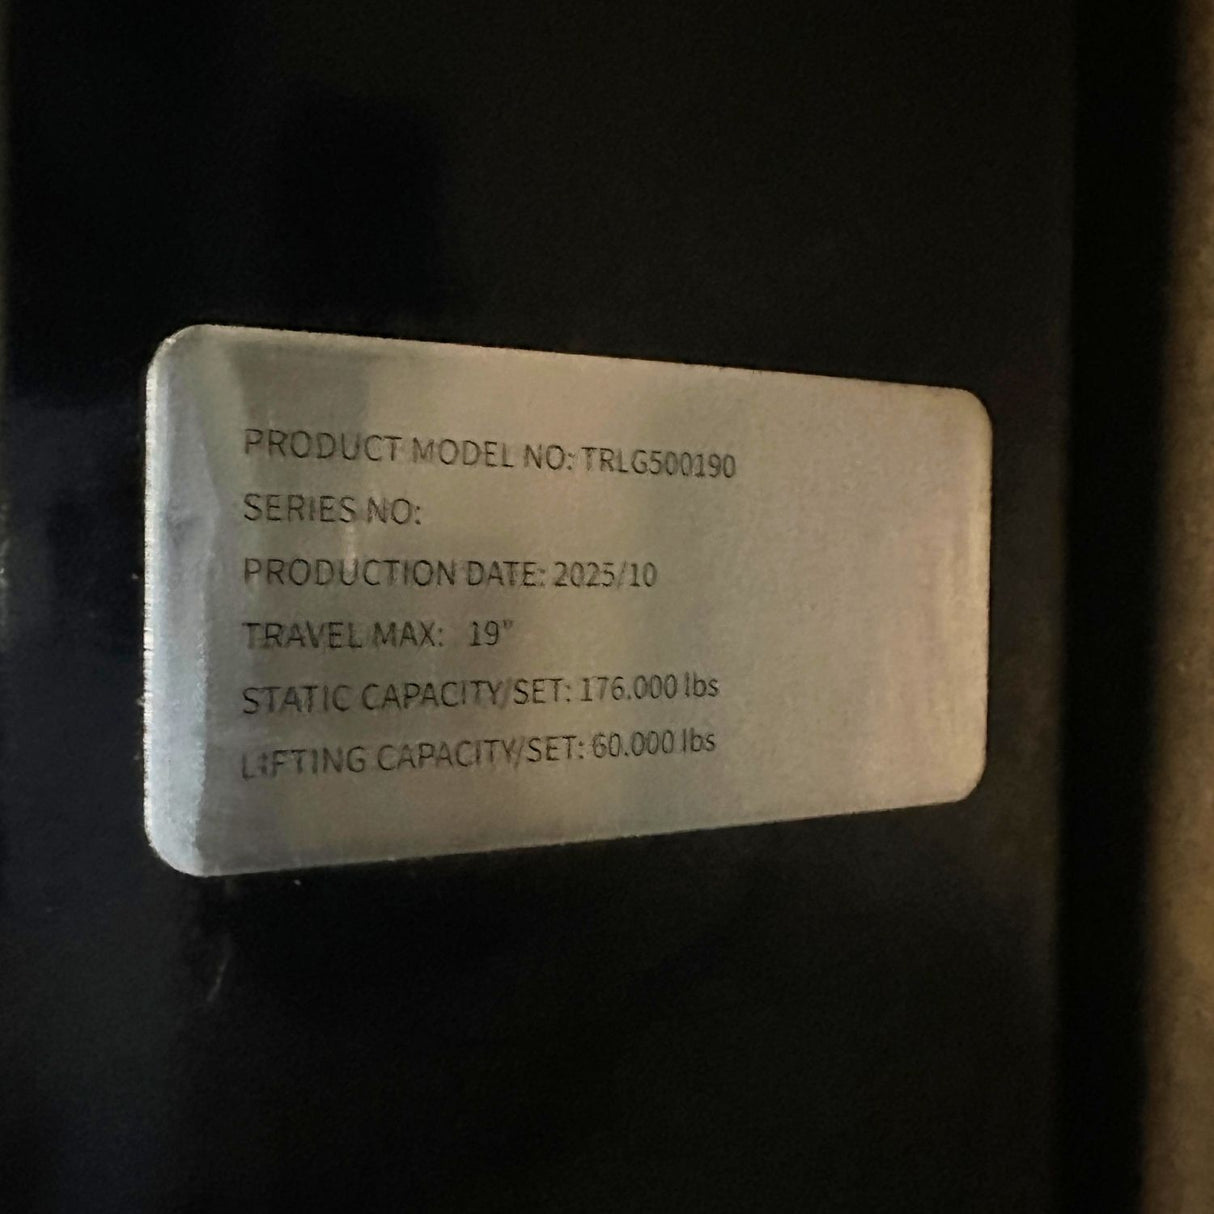 PRODUCT MODEL NO: TRLG500190
SERIES NO:
PRODUCTION DATE: 2025/10
TRAVEL MAX: 19"
STATIC CAPACITY/SET: 176.000 lbs
LIFTING CAPACITY/SET: 60.000 lbs